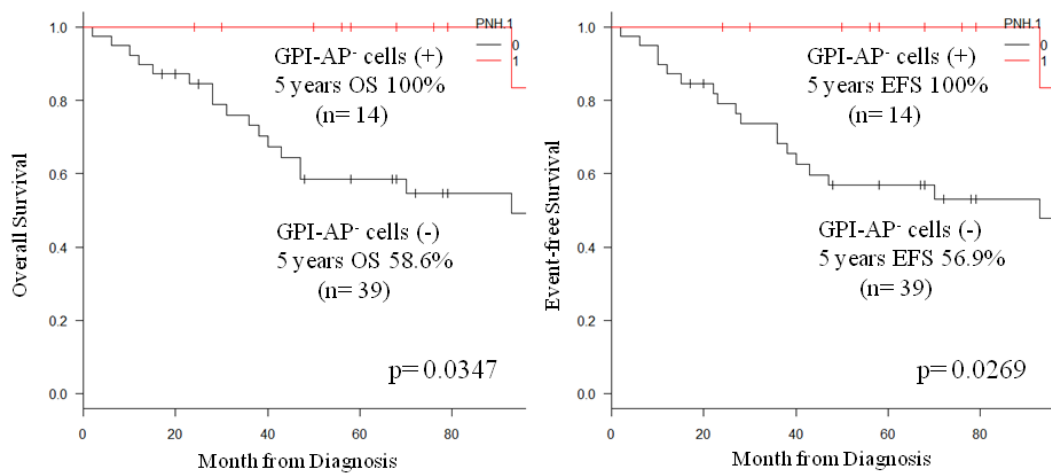 PNH.1
0
1
GPI-AP- cells (+)
5 years OS 100%
(n= 14)
GPI-AP- cells (-)
5 years OS 58.6%
(n= 39)
p= 0.0347
Overall Survival
1.0
0.8
0.6
0.4
0.2
0.0
0 20 40 60 80
Month from Diagnosis
PNH.1
0
1
GPI-AP- cells (+)
5 years EFS 100%
(n= 14)
GPI-AP- cells (-)
5 years EFS 56.9%
(n= 39)
p= 0.0269
Event-free Survival
1.0
0.8
0.6
0.4
0.2
0.0
0 20 40 60 80
Month from Diagnosis